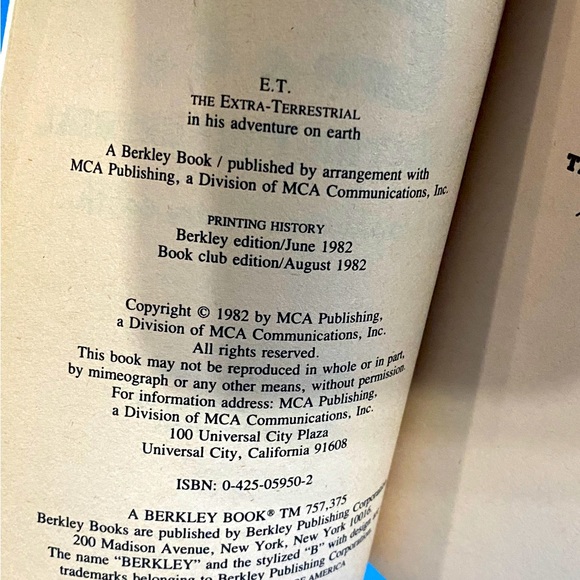 E.T.
THE EXTRA-TERRESTRIAL
in his adventure on earth
A Berkley Book / published by arrangement with
MCA Publishing, a Division of MCA Communications, Inc.
PRINTING HISTORY
Berkley edition/June 1982
Book club edition/August 1982
Copyright © 1982 by MCA Publishing,
a Division of MCA Communications, Inc.
All rights reserved.
This book may not be reproduced in whole or in part,
by mimeograph or any other means, without permission.
For information address: MCA Publishing,
a Division of MCA Communications, Inc.
100 Universal City Plaza
Universal City, California 91608
ISBN: 0-425-05950-2
A BERKLEY BOOK® TM 757,375
Berkley Books are published by Berkley Publishing Corporation,
200 Madison Avenue, New York, New York 10016.
The name "BERKLEY" and the stylized "B" with design are
trademarks belonging to Berkley Publishing Corporation.
OF AMERICA